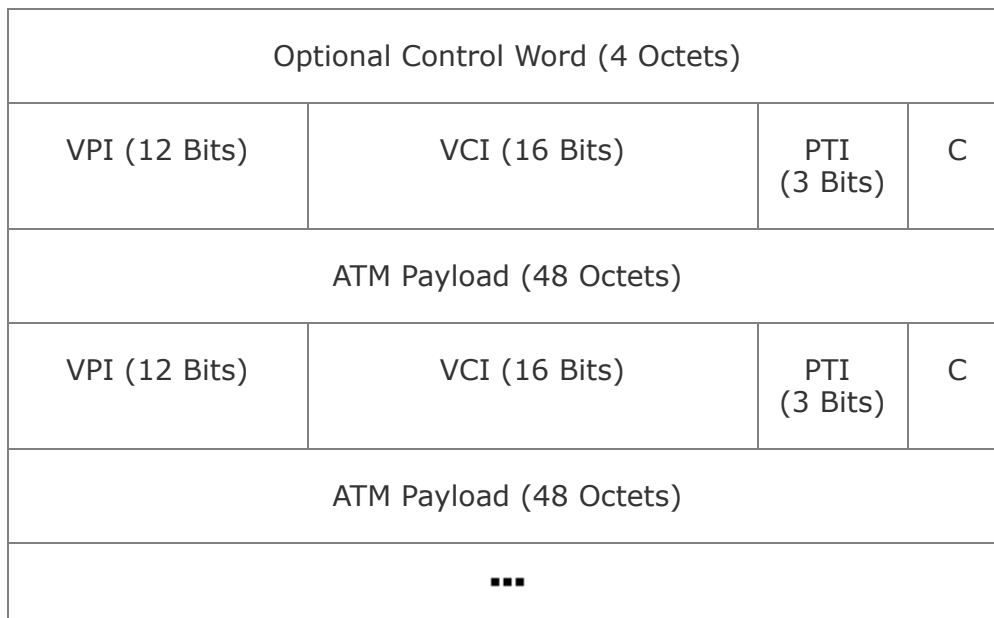 Optional Control Word (4 Octets)
VPI (12 Bits) VCI (16 Bits) PTI C
(3 Bits)
ATM Payload (48 Octets)
VPI (12 Bits) VCI (16 Bits) PTI C
(3 Bits)
ATM Payload (48 Octets)
...